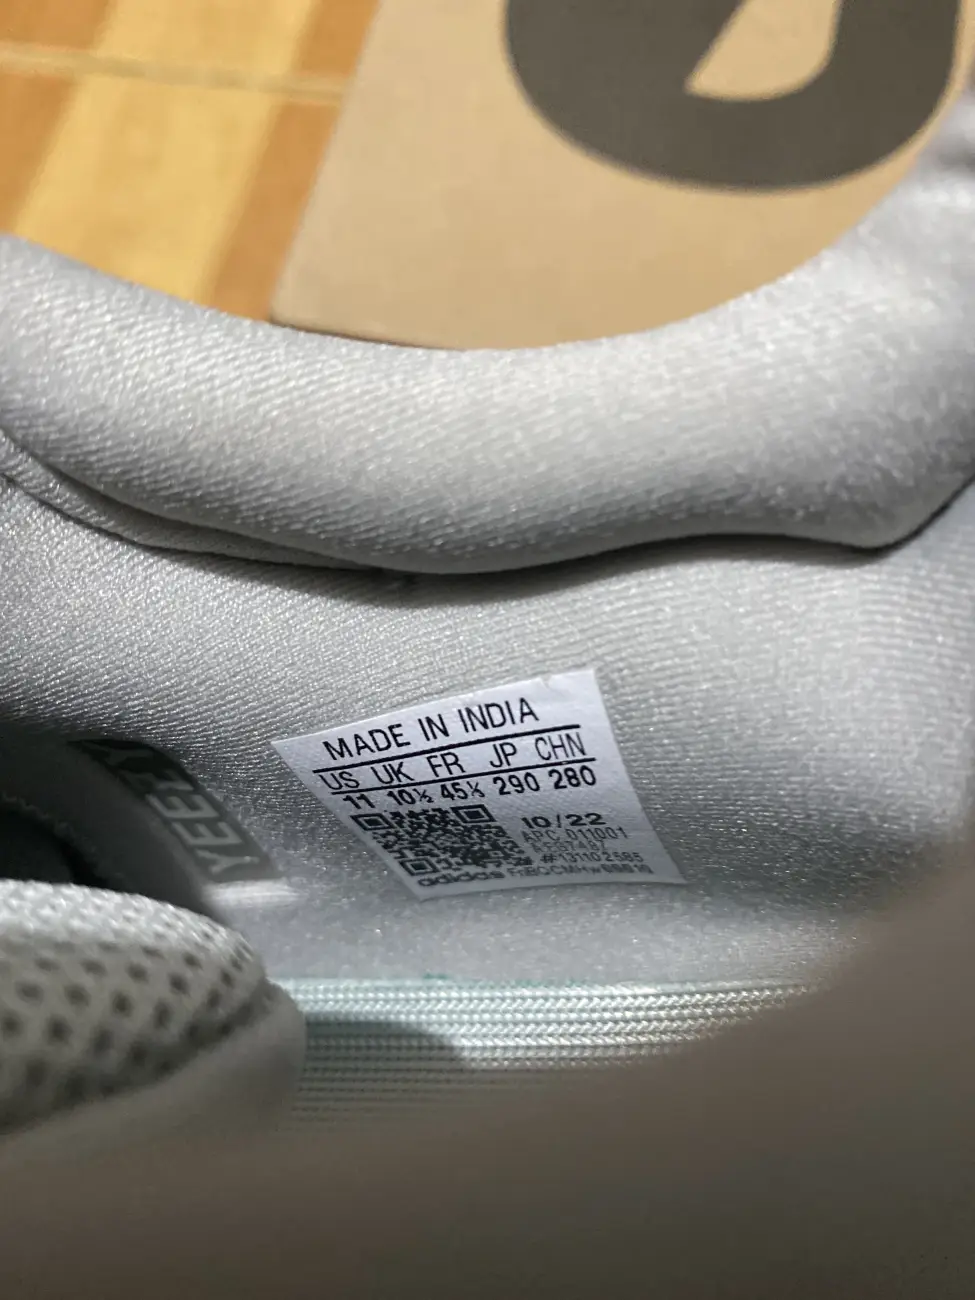 MADE IN INDIA
US UK FR JP CHN
11 10½ 45⅓ 290 280
10/22
APC 011001
#131102585
adidas
YEEZY